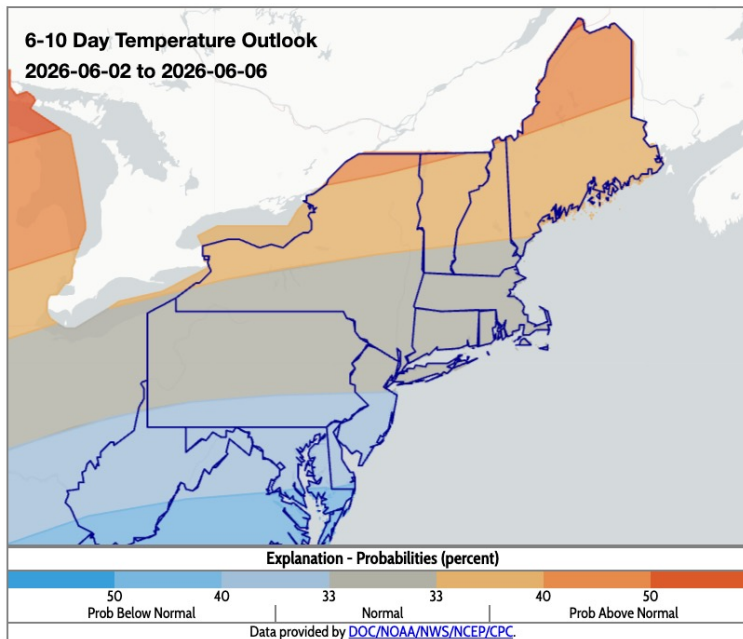 6-10 Day Temperature Outlook
2026-06-02 to 2026-06-06
Explanation - Probabilities (percent)
50 40 33 33 40 50
Prob Below Normal | Normal | Prob Above Normal
Data provided by DOC/NOAA/NWS/NCEP/CPC.